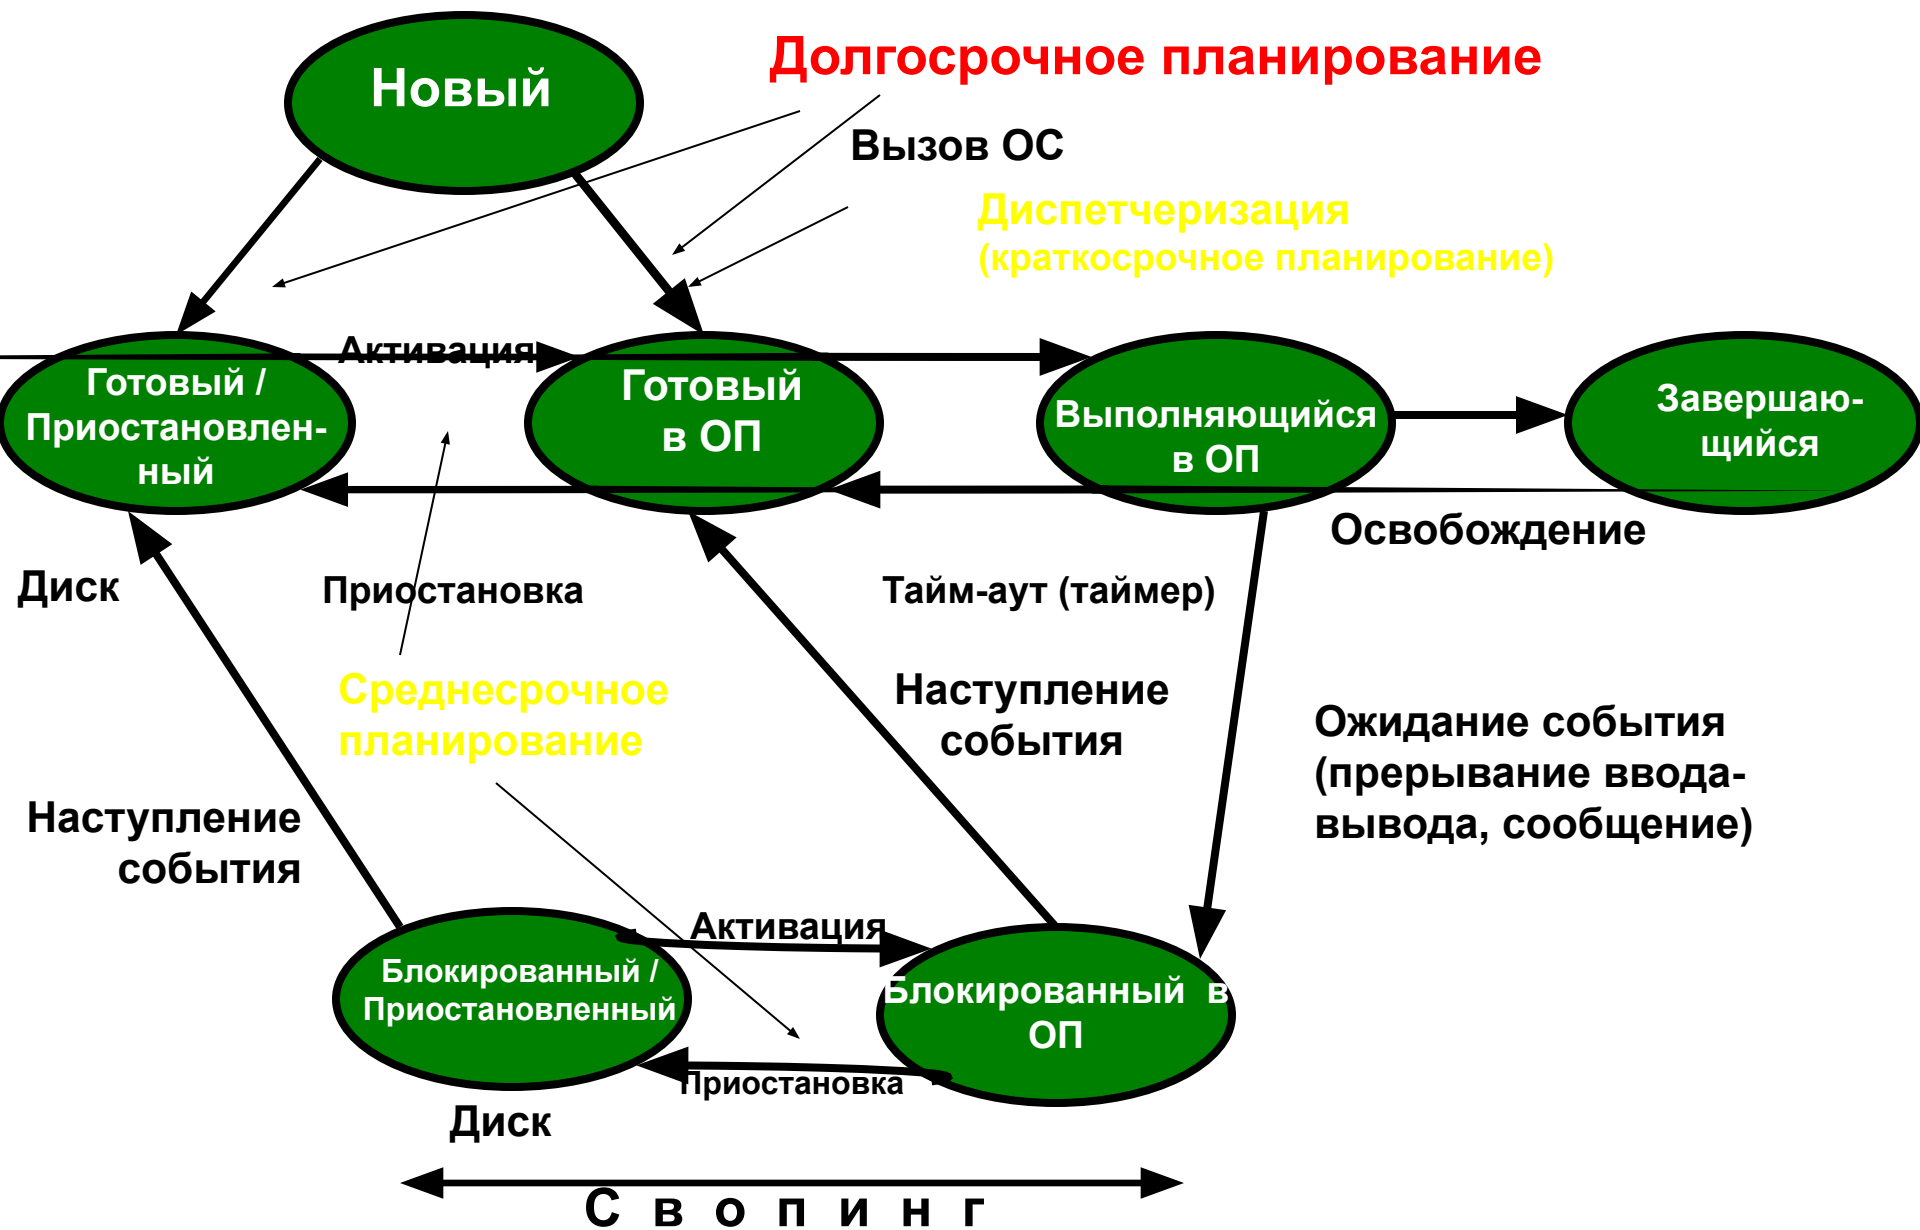 Новый
Долгосрочное планирование
Вызов ОС
Диспетчеризация
(краткосрочное планирование)
Активация
Готовый /
Приостановлен-
ный
Готовый
в ОП
Выполняющийся
в ОП
Завершаю-
щийся
Освобождение
Диск
Приостановка
Тайм-аут (таймер)
Среднесрочное
планирование
Наступление
события
Ожидание события
(прерывание ввода-
вывода, сообщение)
Наступление
события
Активация
Блокированный /
Приостановленный
Блокированный в
ОП
Приостановка
Диск
С в о п и н г